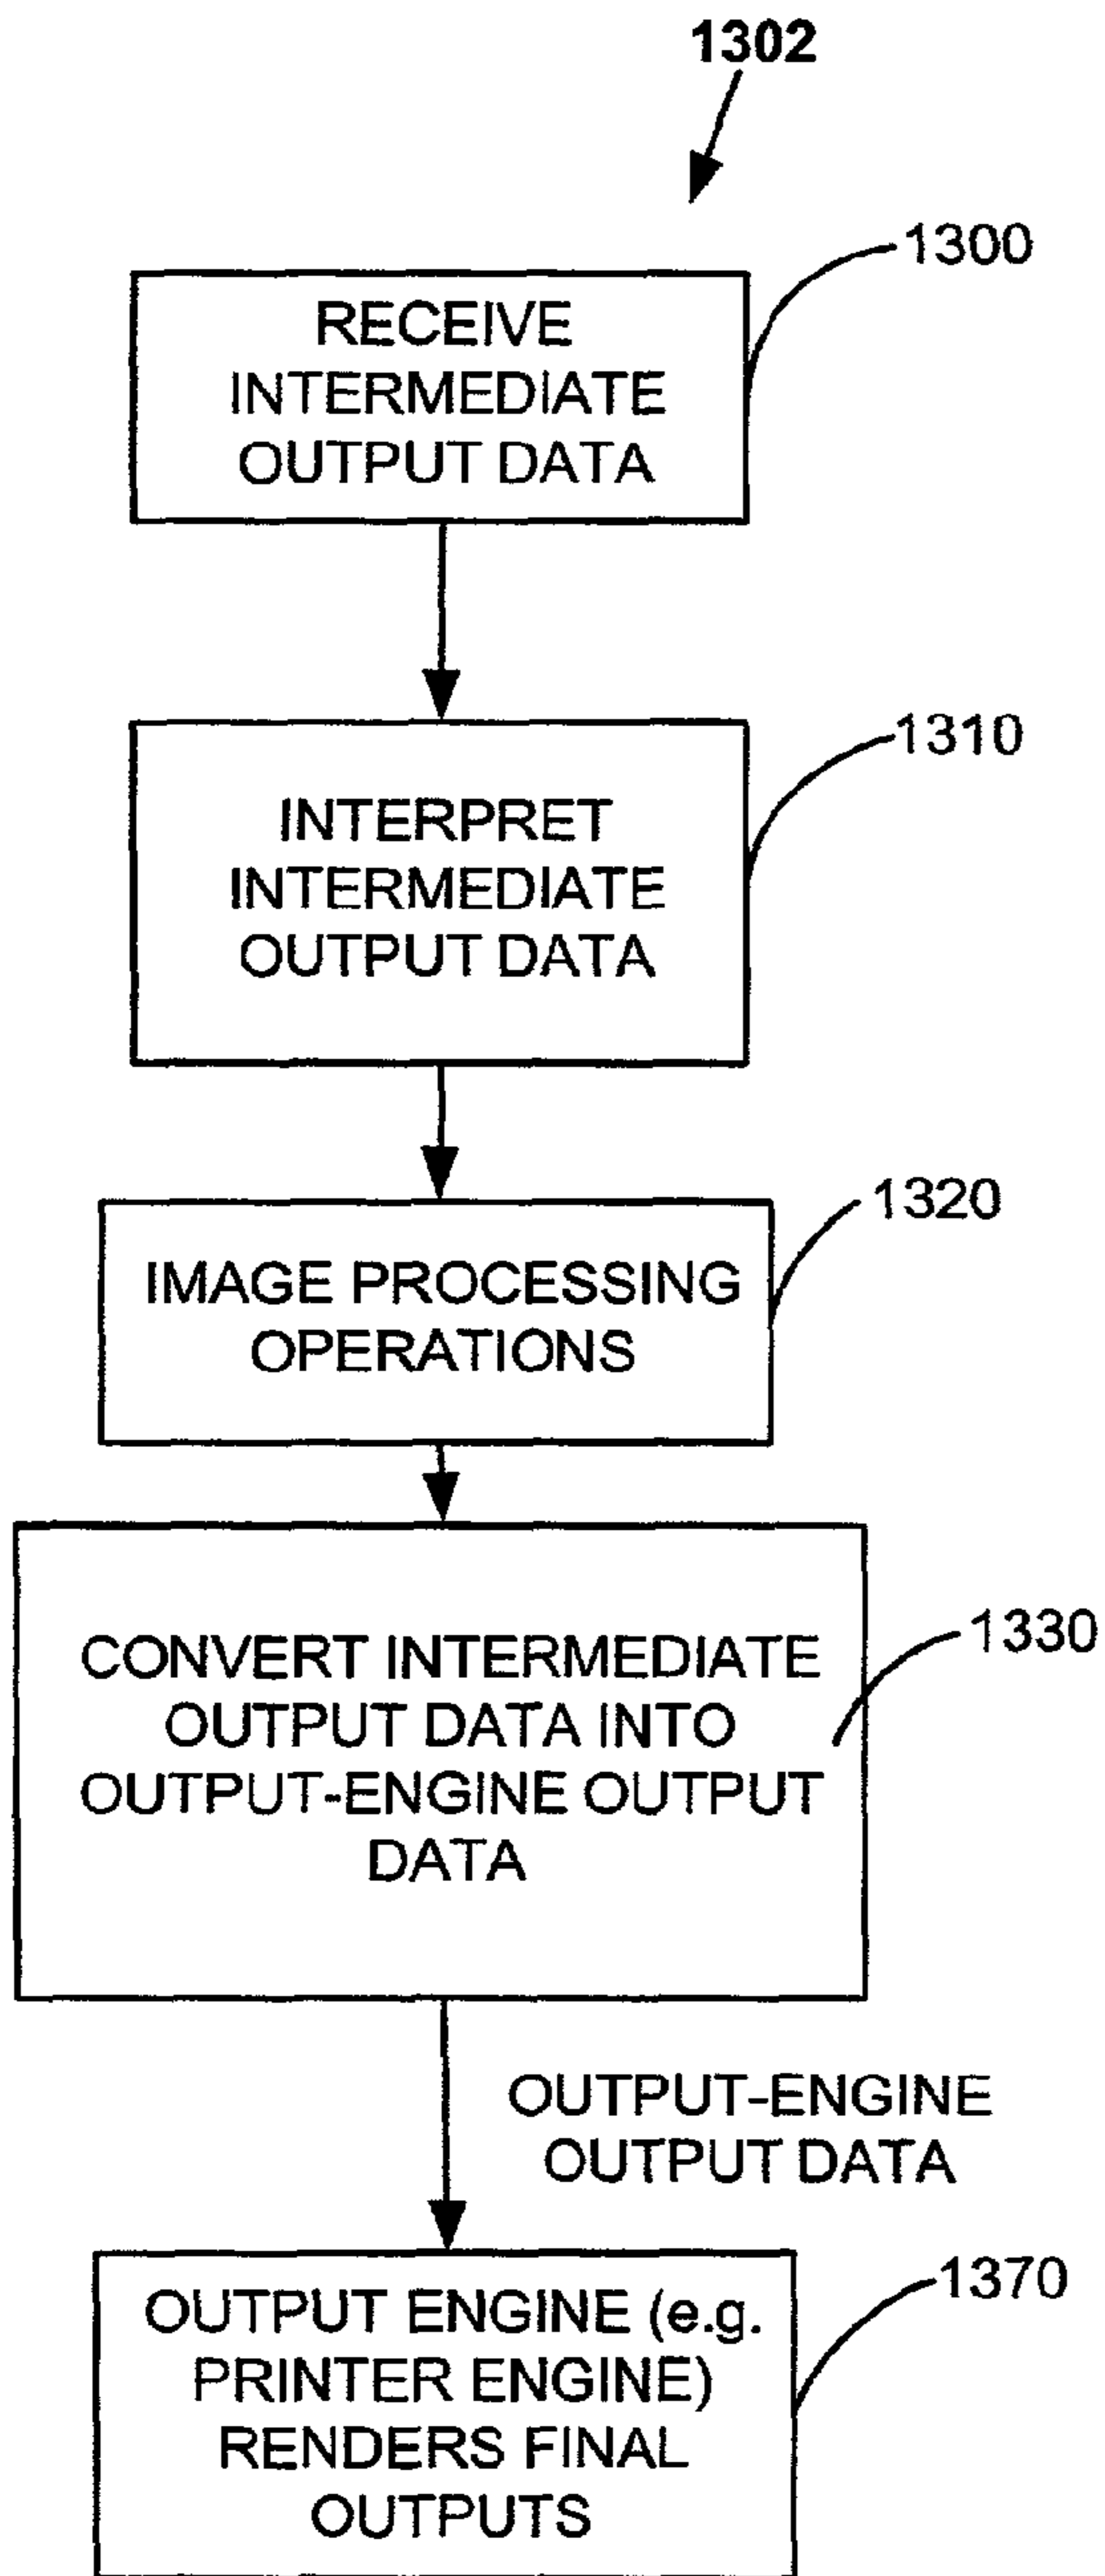 1302
1300
RECEIVE
INTERMEDIATE
OUTPUT DATA
1310
INTERPRET
INTERMEDIATE
OUTPUT DATA
1320
IMAGE PROCESSING
OPERATIONS
1330
CONVERT INTERMEDIATE
OUTPUT DATA INTO
OUTPUT-ENGINE OUTPUT
DATA
OUTPUT-ENGINE
OUTPUT DATA
1370
OUTPUT ENGINE (e.g.
PRINTER ENGINE)
RENDERS FINAL
OUTPUTS